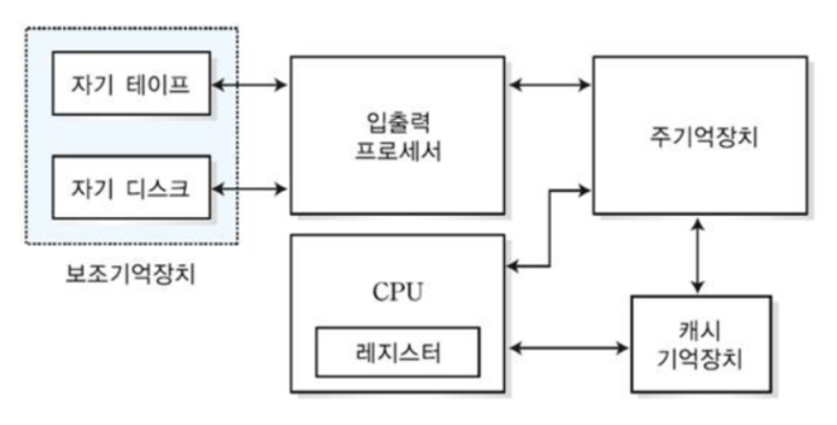 자기 테이프
자기 디스크
보조기억장치
입출력
프로세서
주기억장치
CPU
레지스터
캐시
기억장치